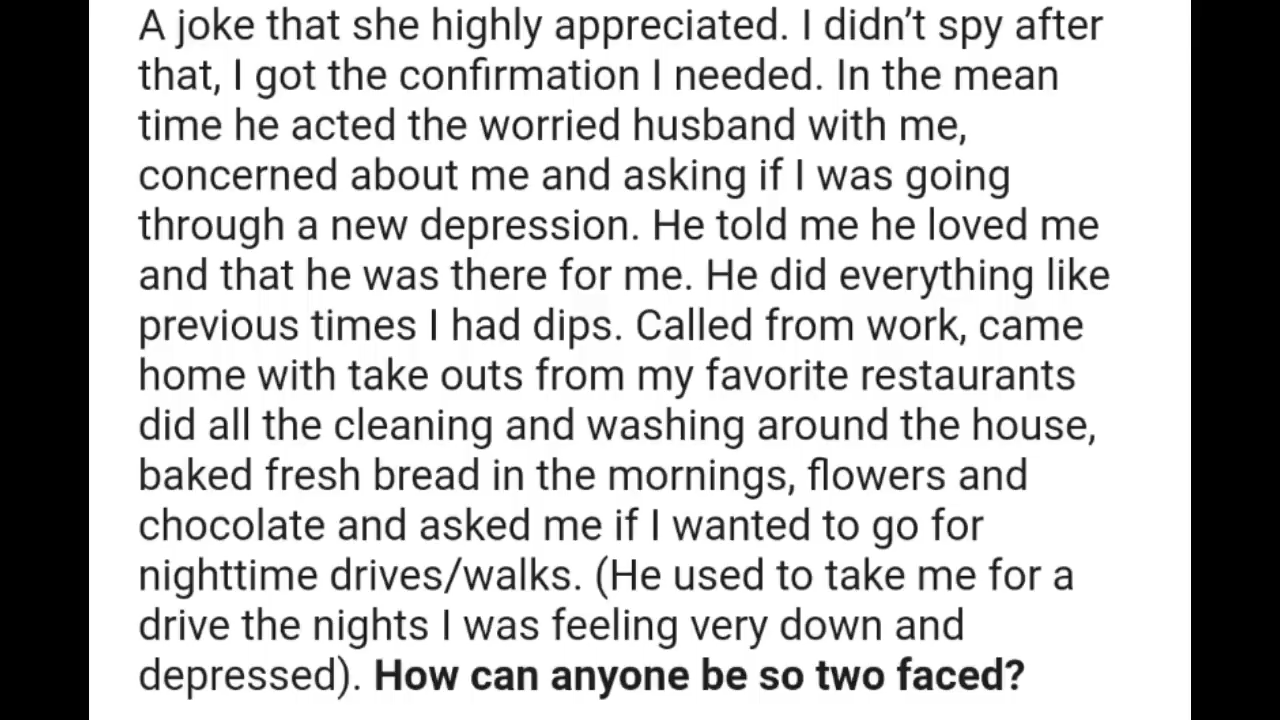 A joke that she highly appreciated. I didn’t spy after
that, I got the confirmation I needed. In the mean
time he acted the worried husband with me,
concerned about me and asking if I was going
through a new depression. He told me he loved me
and that he was there for me. He did everything like
previous times I had dips. Called from work, came
home with take outs from my favorite restaurants
did all the cleaning and washing around the house,
baked fresh bread in the mornings, flowers and
chocolate and asked me if I wanted to go for
nighttime drives/walks. (He used to take me for a
drive the nights I was feeling very down and
depressed). How can anyone be so two faced?